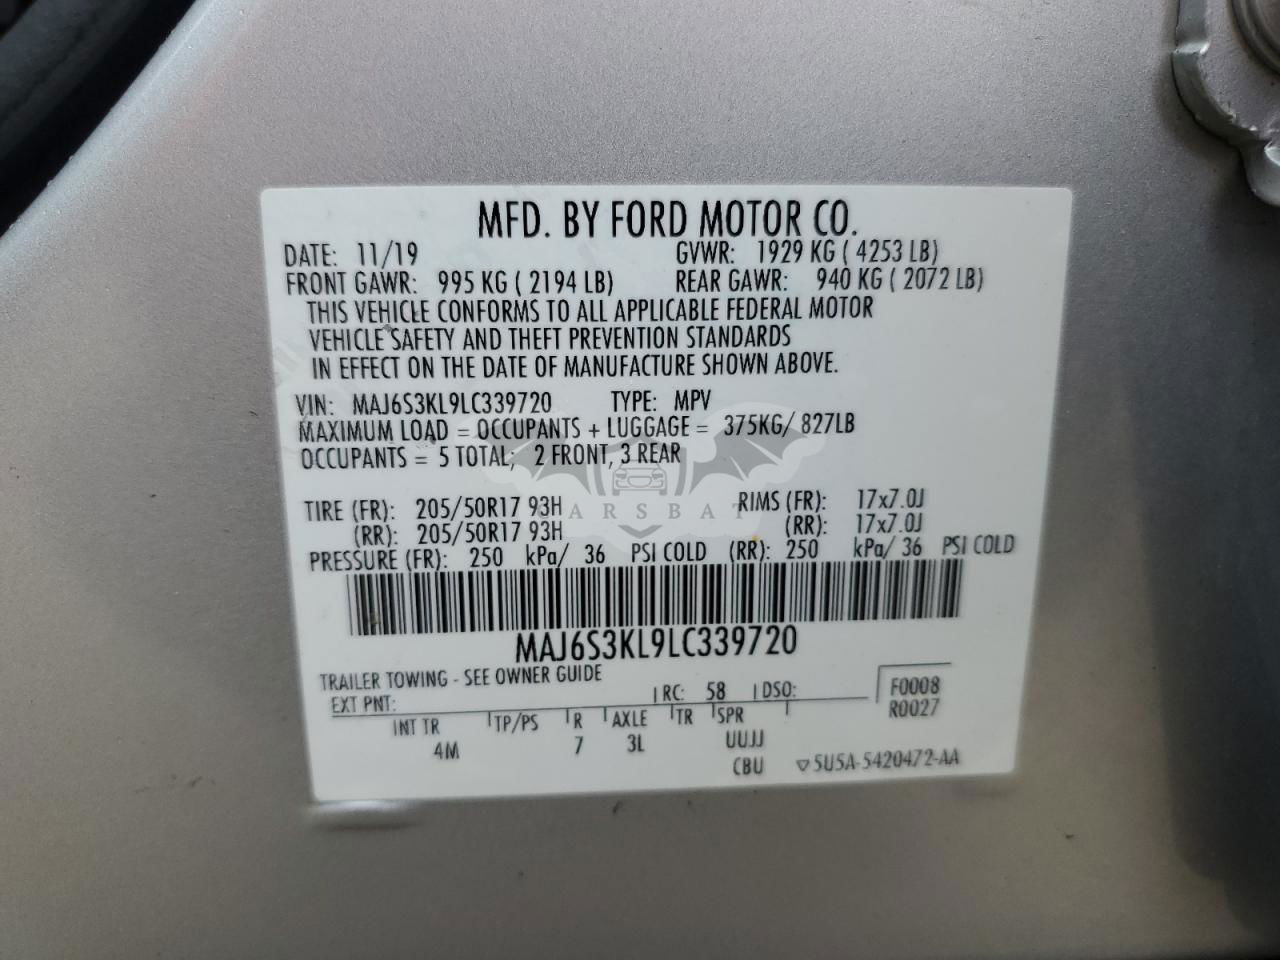 MFD. BY FORD MOTOR CO.
DATE: 11/19 GVWR: 1929 KG ( 4253 LB)
FRONT GAWR: 995 KG ( 2194 LB) REAR GAWR: 940 KG ( 2072 LB)
THIS VEHICLE CONFORMS TO ALL APPLICABLE FEDERAL MOTOR
VEHICLE SAFETY AND THEFT PREVENTION STANDARDS
IN EFFECT ON THE DATE OF MANUFACTURE SHOWN ABOVE.
VIN: MAJ6S3KL9LC339720 TYPE: MPV
MAXIMUM LOAD = OCCUPANTS + LUGGAGE = 375KG/ 827LB
OCCUPANTS = 5 TOTAL; 2 FRONT, 3 REAR
CARSBAT
TIRE (FR): 205/50R17 93H RIMS (FR): 17x7.0J
(RR): 205/50R17 93H (RR): 17x7.0J
PRESSURE (FR): 250 kPa/ 36 PSI COLD (RR): 250 kPa/ 36 PSI COLD
MAJ6S3KL9LC339720
TRAILER TOWING - SEE OWNER GUIDE
EXT PNT: RC: 58 DSO: F0008
R0027
INT TR TP/PS R AXLE TR SPR
4M 7 3L UUJJ
CBU ▽5U5A-5420472-AA